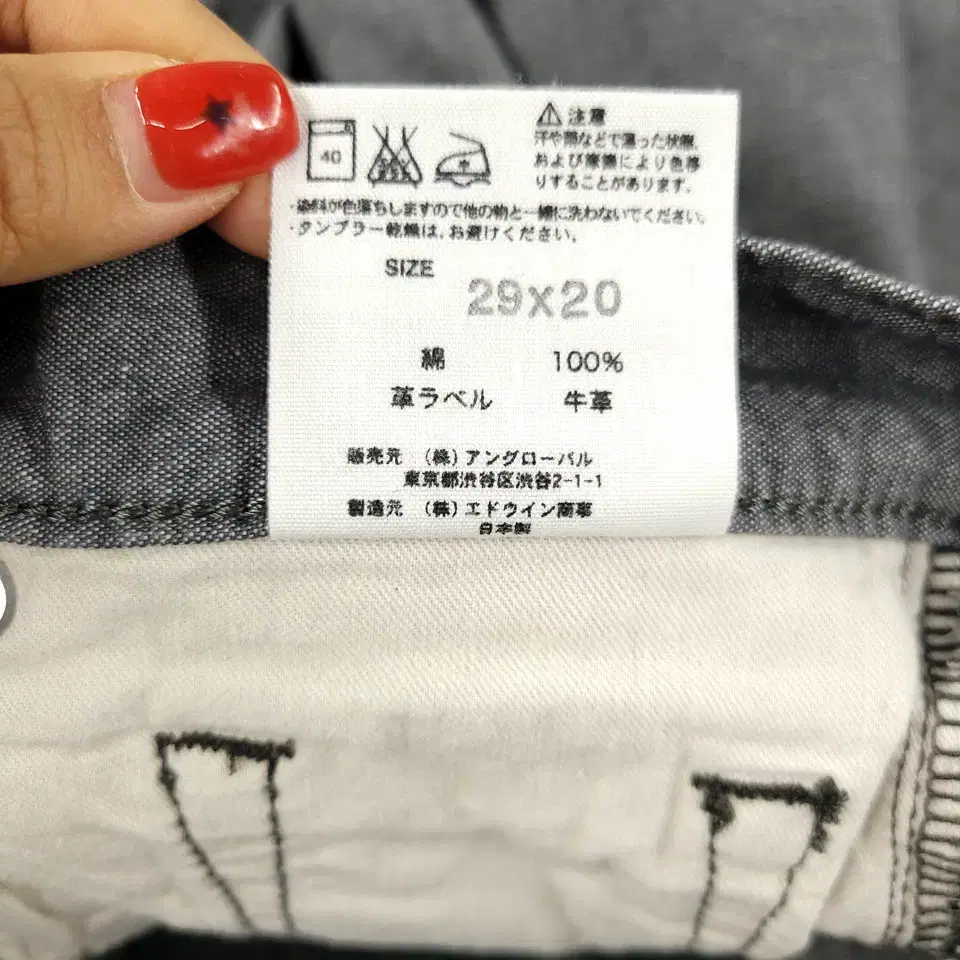 40
注意
汗や雨などで湿った状態、
および摩擦により色移
りすることがあります。
・染料が色落ちしますので他の物と一緒に洗わないでください。
・タンブラー乾燥は、お避けください。
SIZE
29x20
綿 100%
革ラベル 牛革
販売元 (株)アングローバル
東京都渋谷区渋谷2-1-1
製造元 (株)エドウイン商事
日本製